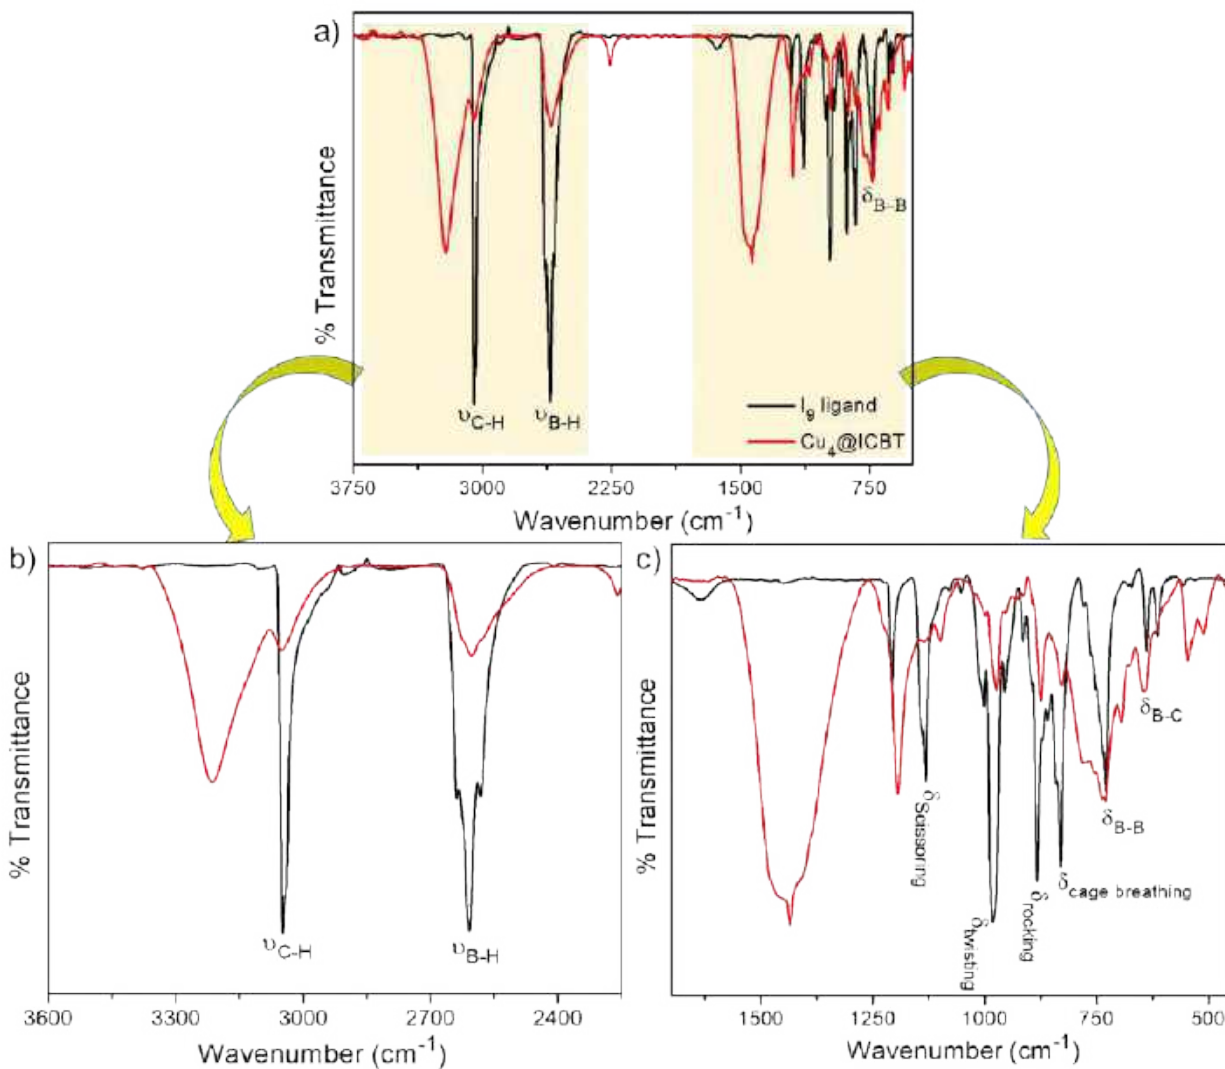 a)
% Transmittance
υC-H
υB-H
δB-B
I9 ligand
Cu4@ICBT
3750 3000 2250 1500 750
Wavenumber (cm-1)
b)
% Transmittance
υC-H
υB-H
3600 3300 3000 2700 2400
Wavenumber (cm-1)
c)
% Transmittance
δScissoring
δtwisting
δrocking
δcage breathing
δB-B
δB-C
1500 1250 1000 750 500
Wavenumber (cm-1)